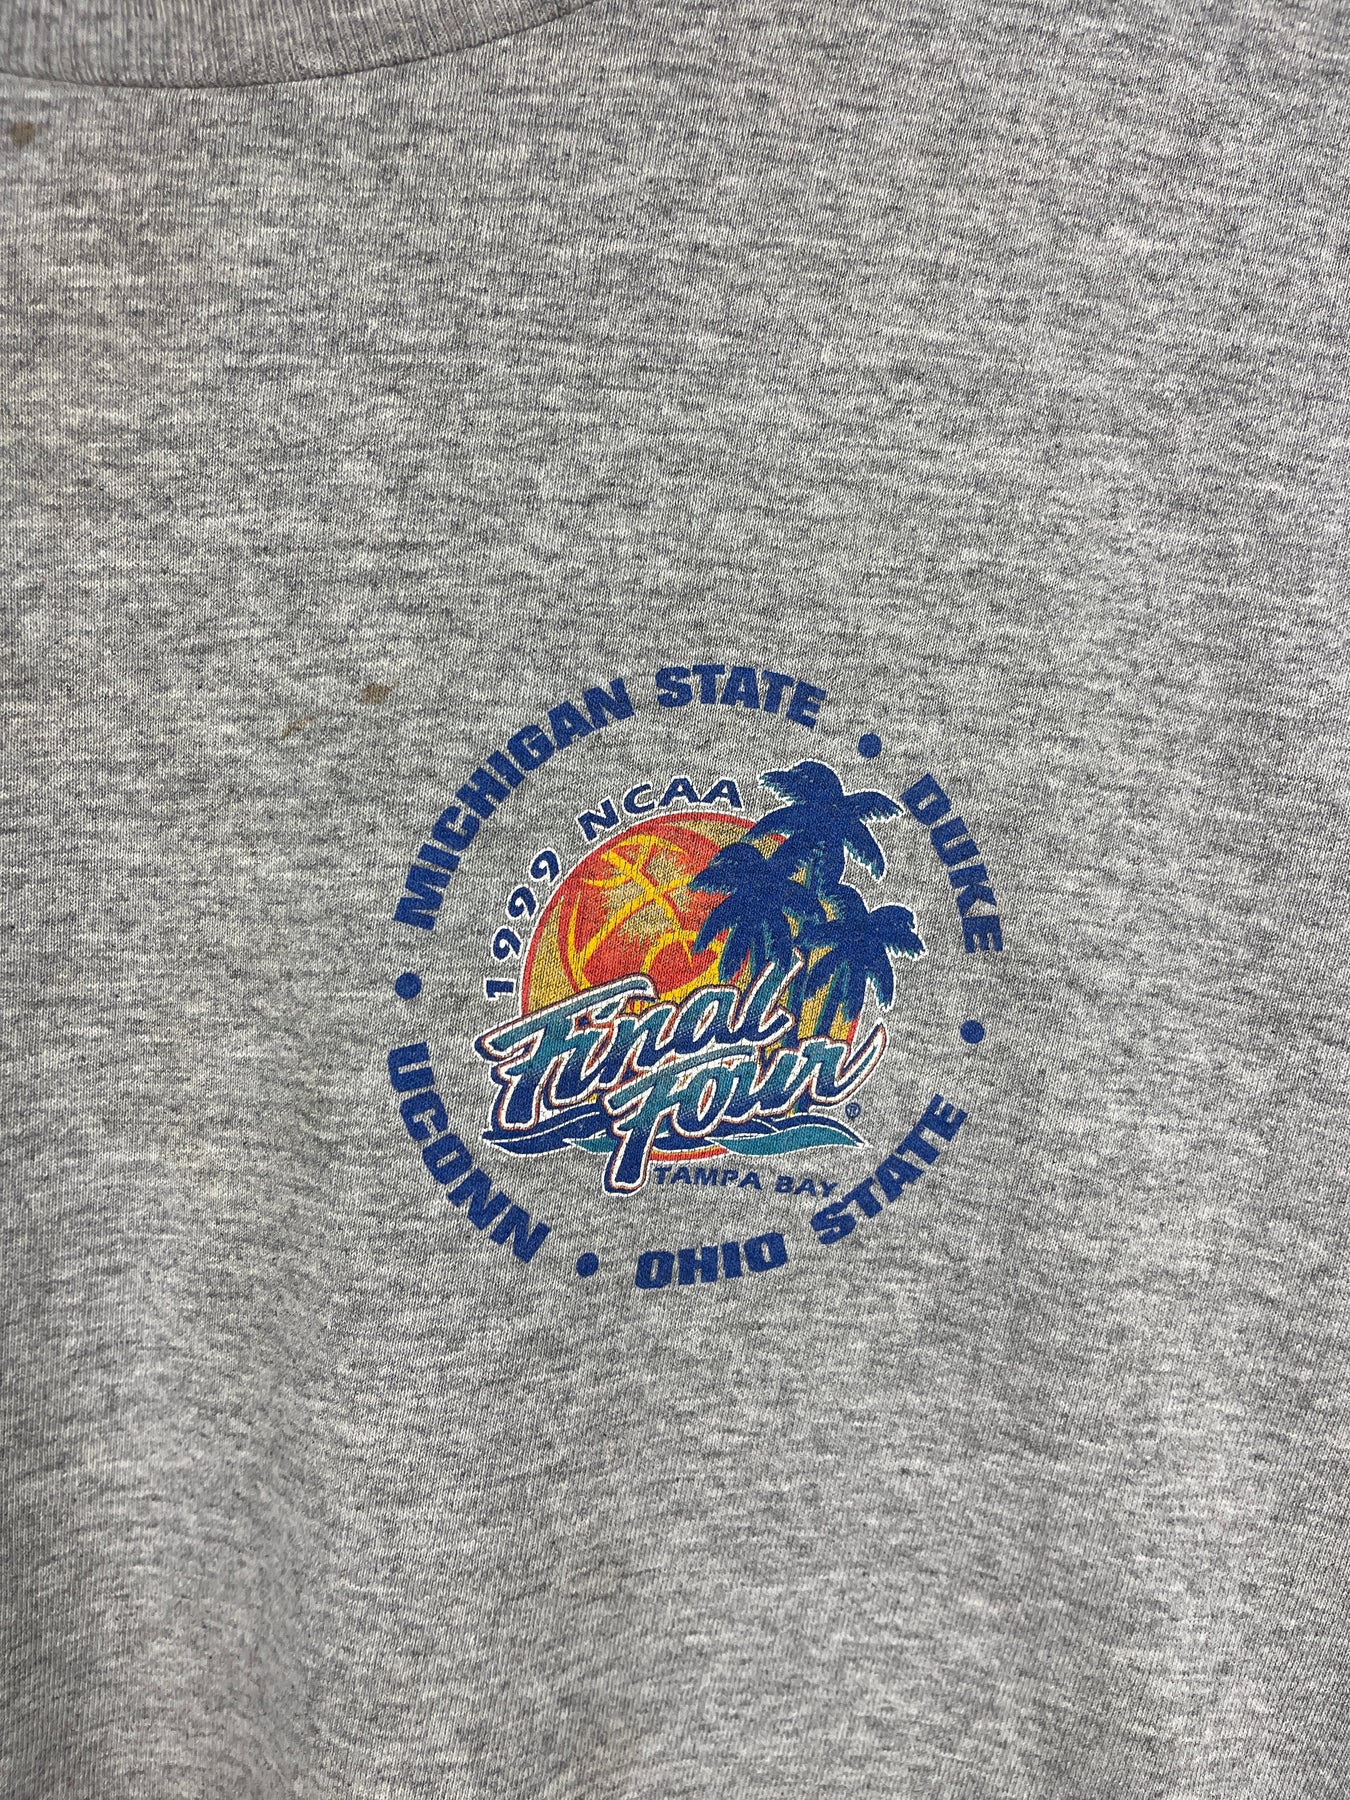 MICHIGAN STATE • DUKE • OHIO STATE • UCONN •
1999 NCAA
Final
Four®
TAMPA BAY